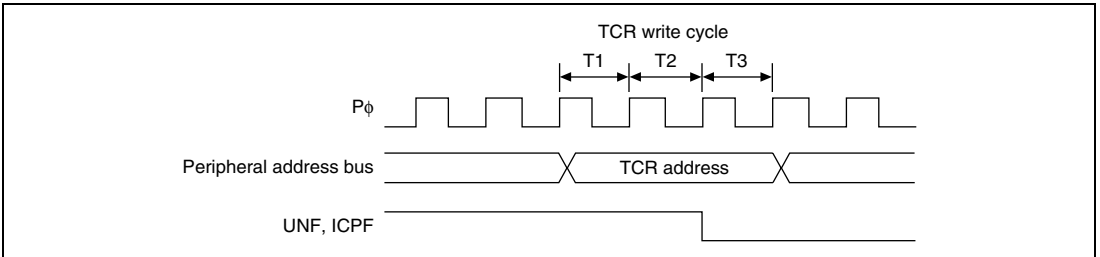 TCR write cycle
T1 T2 T3
Pϕ
Peripheral address bus TCR address
UNF, ICPF